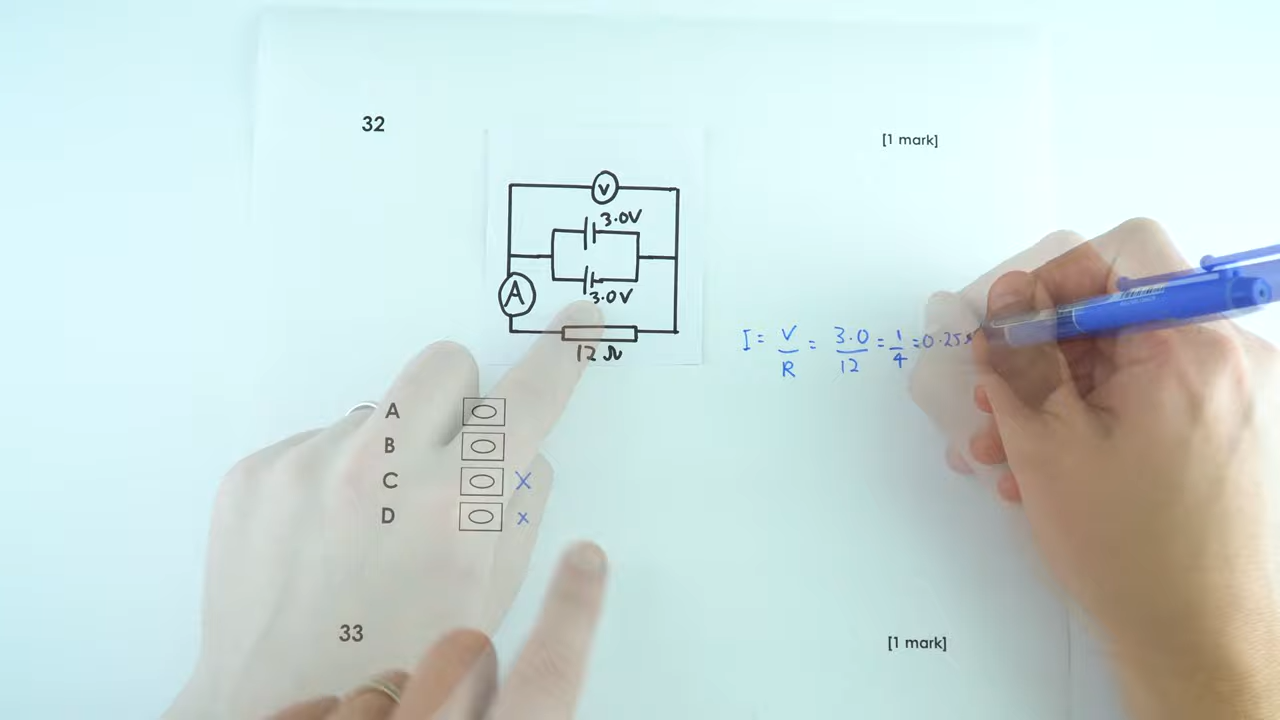 32
[1 mark]
V
3.0V
A
3.0V
12 Ω
I = V/R = 3.0/12 = 1/4 = 0.25
A
B
C X
D x
33
[1 mark]